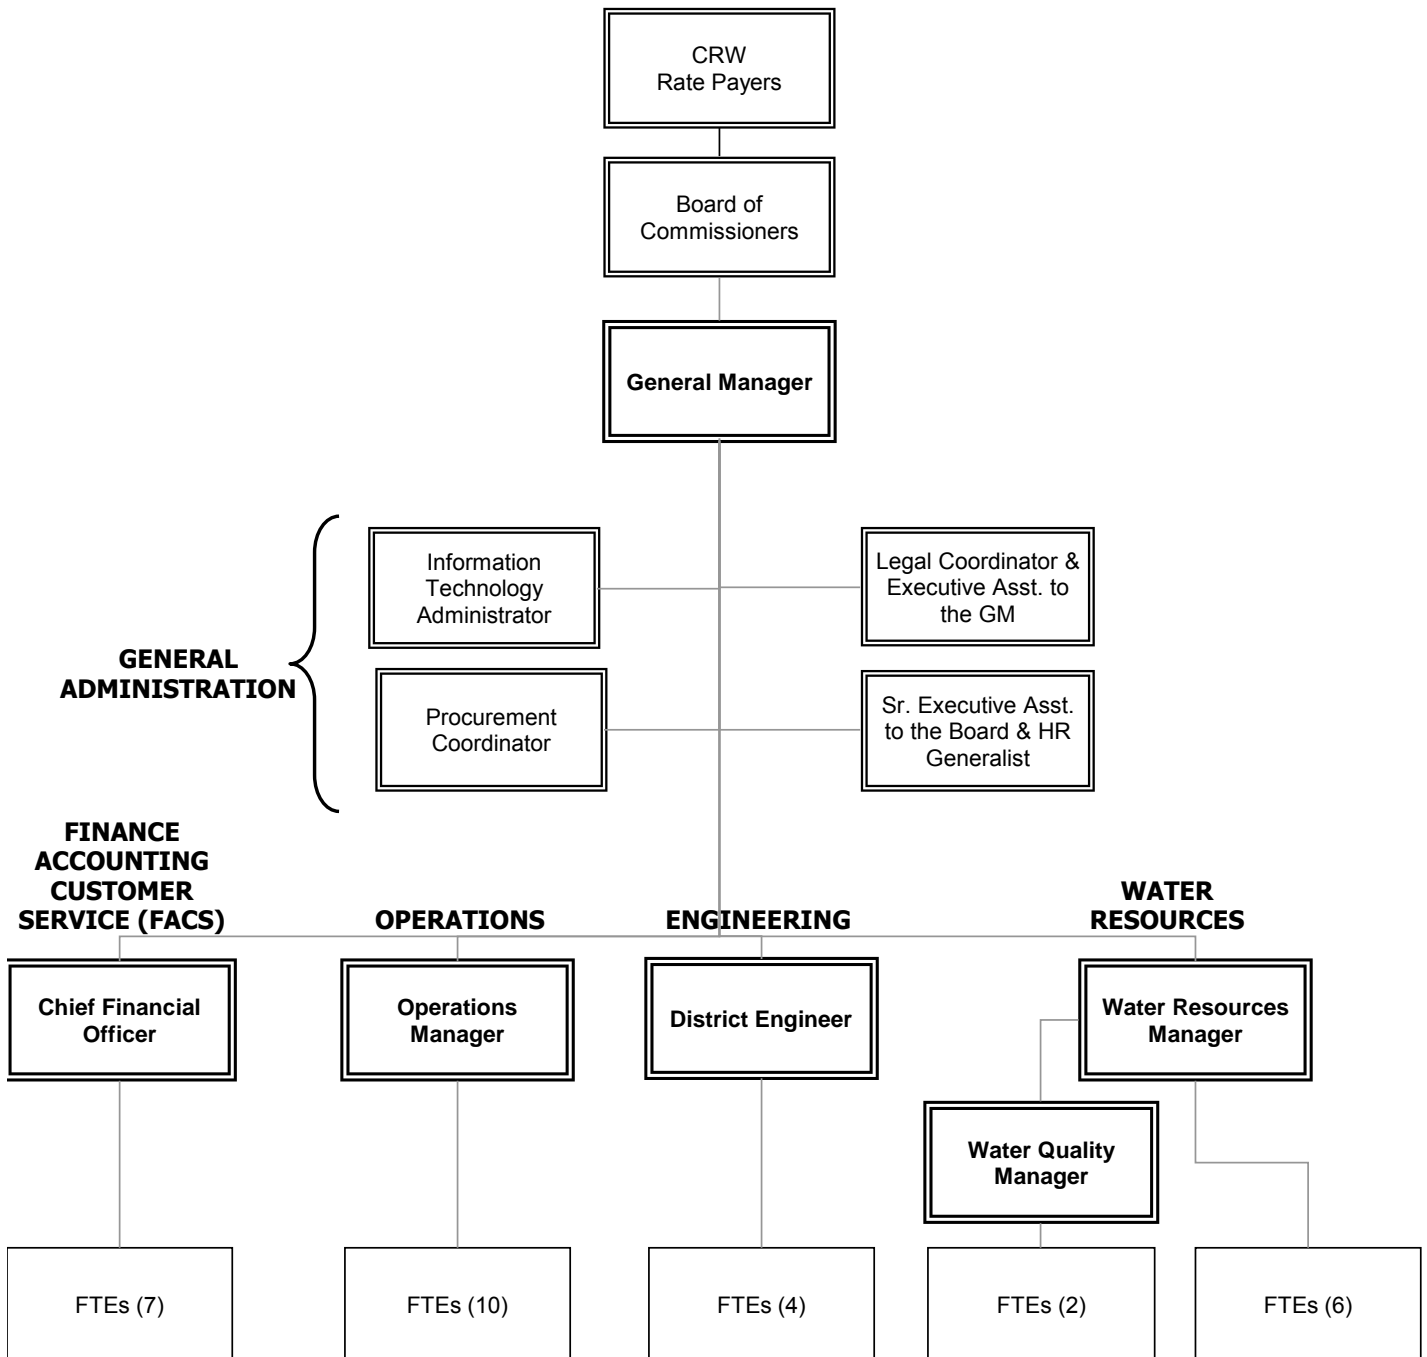 CRW
Rate Payers
Board of
Commissioners
General Manager
Information
Technology
Administrator
Legal Coordinator &
Executive Asst. to
the GM
GENERAL
ADMINISTRATION
Procurement
Coordinator
Sr. Executive Asst.
to the Board & HR
Generalist
FINANCE
ACCOUNTING
CUSTOMER
SERVICE (FACS)
OPERATIONS
ENGINEERING
WATER
RESOURCES
Chief Financial
Officer
Operations
Manager
District Engineer
Water Resources
Manager
Water Quality
Manager
FTEs (7)
FTEs (10)
FTEs (4)
FTEs (2)
FTEs (6)